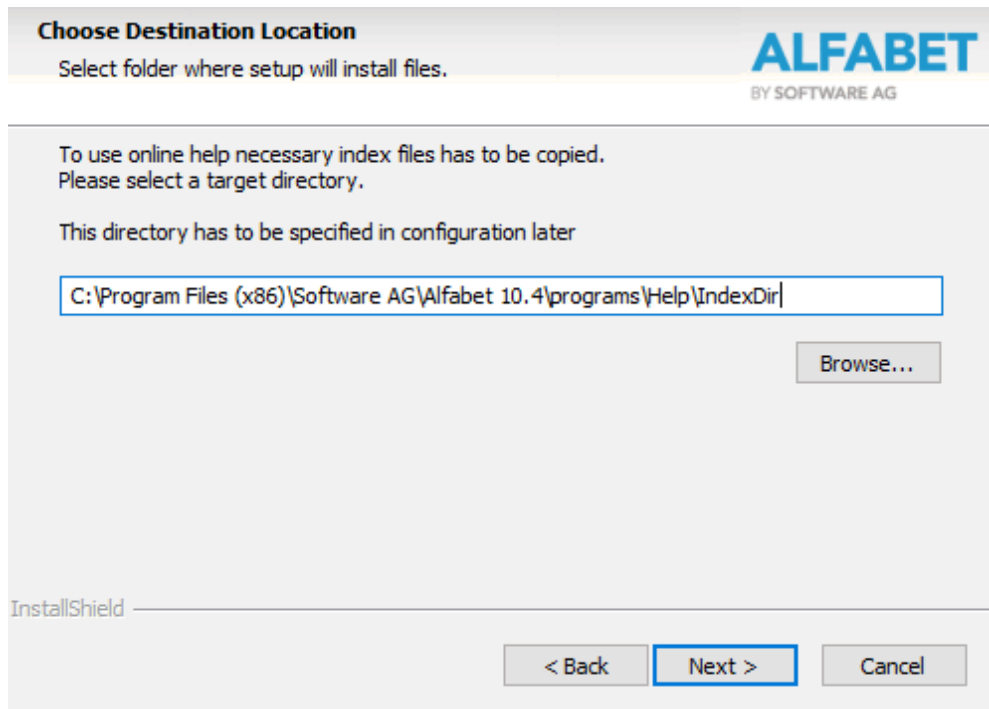 Choose Destination Location
Select folder where setup will install files.
ALFABET
BY SOFTWARE AG
To use online help necessary index files has to be copied.
Please select a target directory.
This directory has to be specified in configuration later
C:\Program Files (x86)\Software AG\Alfabet 10.4\programs\Help\IndexDir
Browse...
InstallShield
< Back
Next >
Cancel